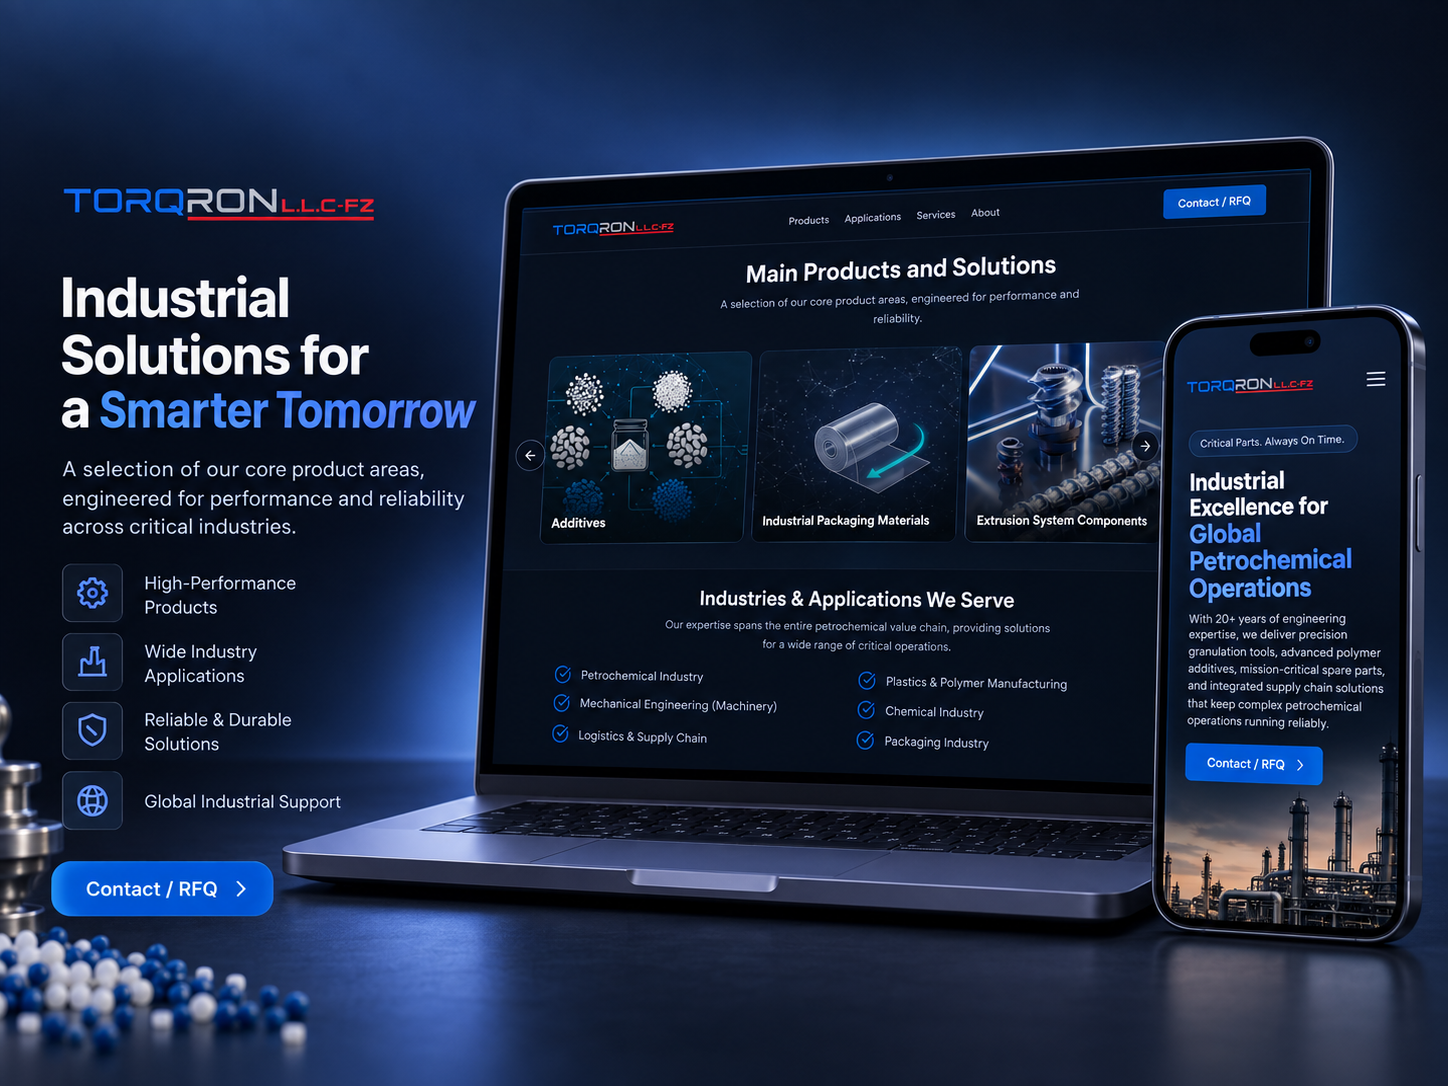 TORQRON L.L.C-FZ
Industrial
Solutions for
a Smarter Tomorrow
A selection of our core product areas,
engineered for performance and reliability
across critical industries.
High-Performance
Products
Wide Industry
Applications
Reliable & Durable
Solutions
Global Industrial Support
Contact / RFQ
TORQRON L.L.C-FZ
Products Applications Services About
Contact / RFQ
Main Products and Solutions
A selection of our core product areas, engineered for performance and
reliability.
Additives
Industrial Packaging Materials
Extrusion System Components
Industries & Applications We Serve
Our expertise spans the entire petrochemical value chain, providing solutions
for a wide range of critical operations.
Petrochemical Industry
Mechanical Engineering (Machinery)
Logistics & Supply Chain
Plastics & Polymer Manufacturing
Chemical Industry
Packaging Industry
TORQRON L.L.C-FZ
Critical Parts. Always On Time.
Industrial
Excellence for
Global
Petrochemical
Operations
With 20+ years of engineering
expertise, we deliver precision
granulation tools, advanced polymer
additives, mission-critical spare parts,
and integrated supply chain solutions
that keep complex petrochemical
operations running reliably.
Contact / RFQ